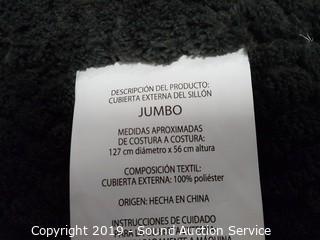 DESCRIPCIÓN DEL PRODUCTO:
CUBIERTA EXTERNA DEL SILLÓN
JUMBO
MEDIDAS APROXIMADAS
DE COSTURA A COSTURA:
127 cm diámetro x 56 cm altura
COMPOSICIÓN TEXTIL:
CUBIERTA EXTERNA: 100% poliéster
ORIGEN: HECHA EN CHINA
INSTRUCCIONES DE CUIDADO
Copyright 2019 - Sound Auction Service